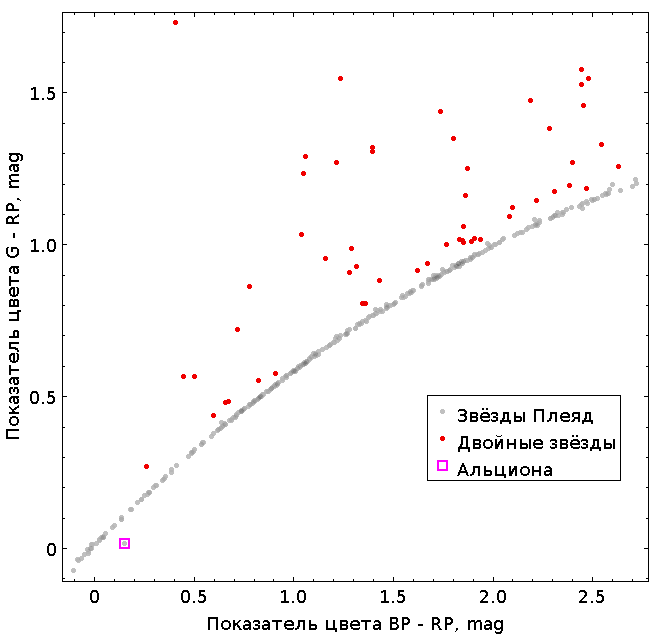 Показатель цвета G - RP, mag
1.5
1.0
0.5
0
Звёзды Плеяд
Двойные звёзды
Альциона
0 0.5 1.0 1.5 2.0 2.5
Показатель цвета BP - RP, mag